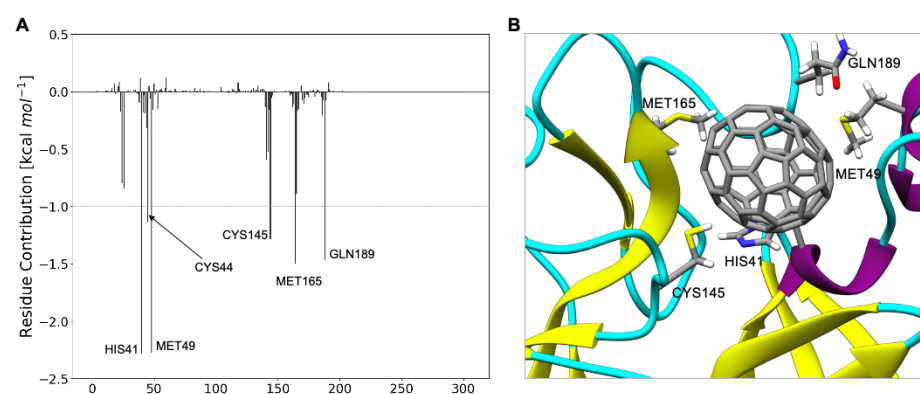 A
Residue Contribution [kcal mol⁻¹]
0.5
0.0
−0.5
−1.0
−1.5
−2.0
−2.5
0 50 100 150 200 250 300
CYS145
GLN189
CYS44
MET165
HIS41
MET49
B
GLN189
MET165
MET49
HIS41
CYS145